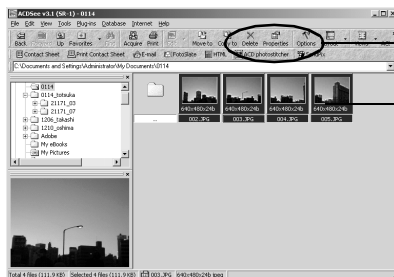 ACDSee v3.1 (SR-1) - 0114
File Edit View Tools Plug-ins Database Internet Help
Back Up Favorites Acquire Print Move to Copy to Delete Properties Options
Contact Sheet Print Contact Sheet E-mail FotoSlate HTML ACD photostitcher
C:\Documents and Settings\Administrator\My Documents\0114
0114
0114_totsuka
21171_03
21171_07
1206_takashi
1210_oshima
Adobe
My eBooks
My Pictures
640x480x24b 640x480x24b 640x480x24b 640x480x24b
... 002.JPG 003.JPG 004.JPG 005.JPG
Total 4 files (111.9 KB) Selected 4 files (111.9 KB) 003.JPG 640x480x24b jpeg